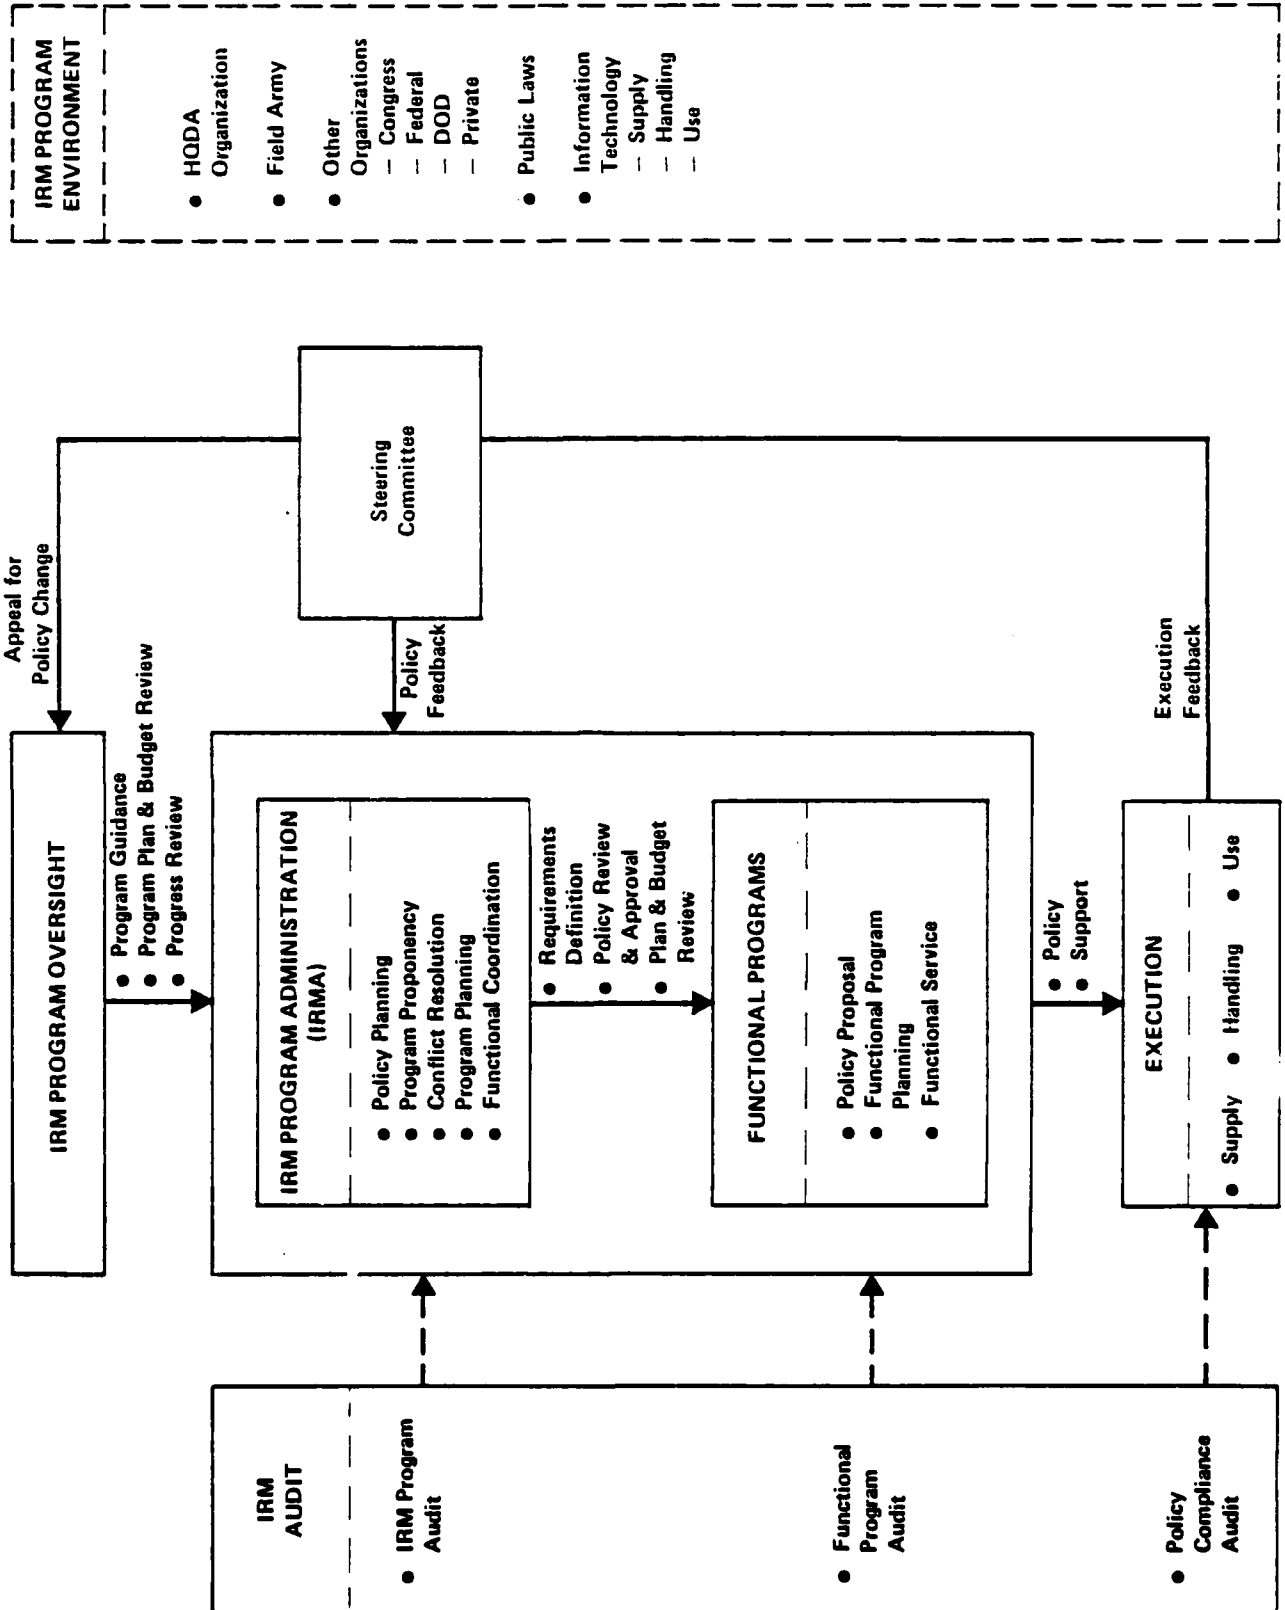 IRM
AUDIT
● IRM Program
Audit
● Functional
Program
Audit
● Policy
Compliance
Audit
IRM PROGRAM OVERSIGHT
Appeal for
Policy Change
● Program Guidance
● Program Plan & Budget Review
● Progress Review
IRM PROGRAM ADMINISTRATION
(IRMA)
● Policy Planning
● Program Proponency
● Conflict Resolution
● Program Planning
● Functional Coordination
● Requirements
Definition
● Policy Review
& Approval
● Plan & Budget
Review
FUNCTIONAL PROGRAMS
● Policy Proposal
● Functional Program
Planning
● Functional Service
● Policy
● Support
EXECUTION
● Supply ● Handling ● Use
Policy
Feedback
Steering
Committee
Execution
Feedback
IRM PROGRAM
ENVIRONMENT
● HQDA
Organization
● Field Army
● Other
Organizations
– Congress
– Federal
– DOD
– Private
● Public Laws
● Information
Technology
– Supply
– Handling
– Use